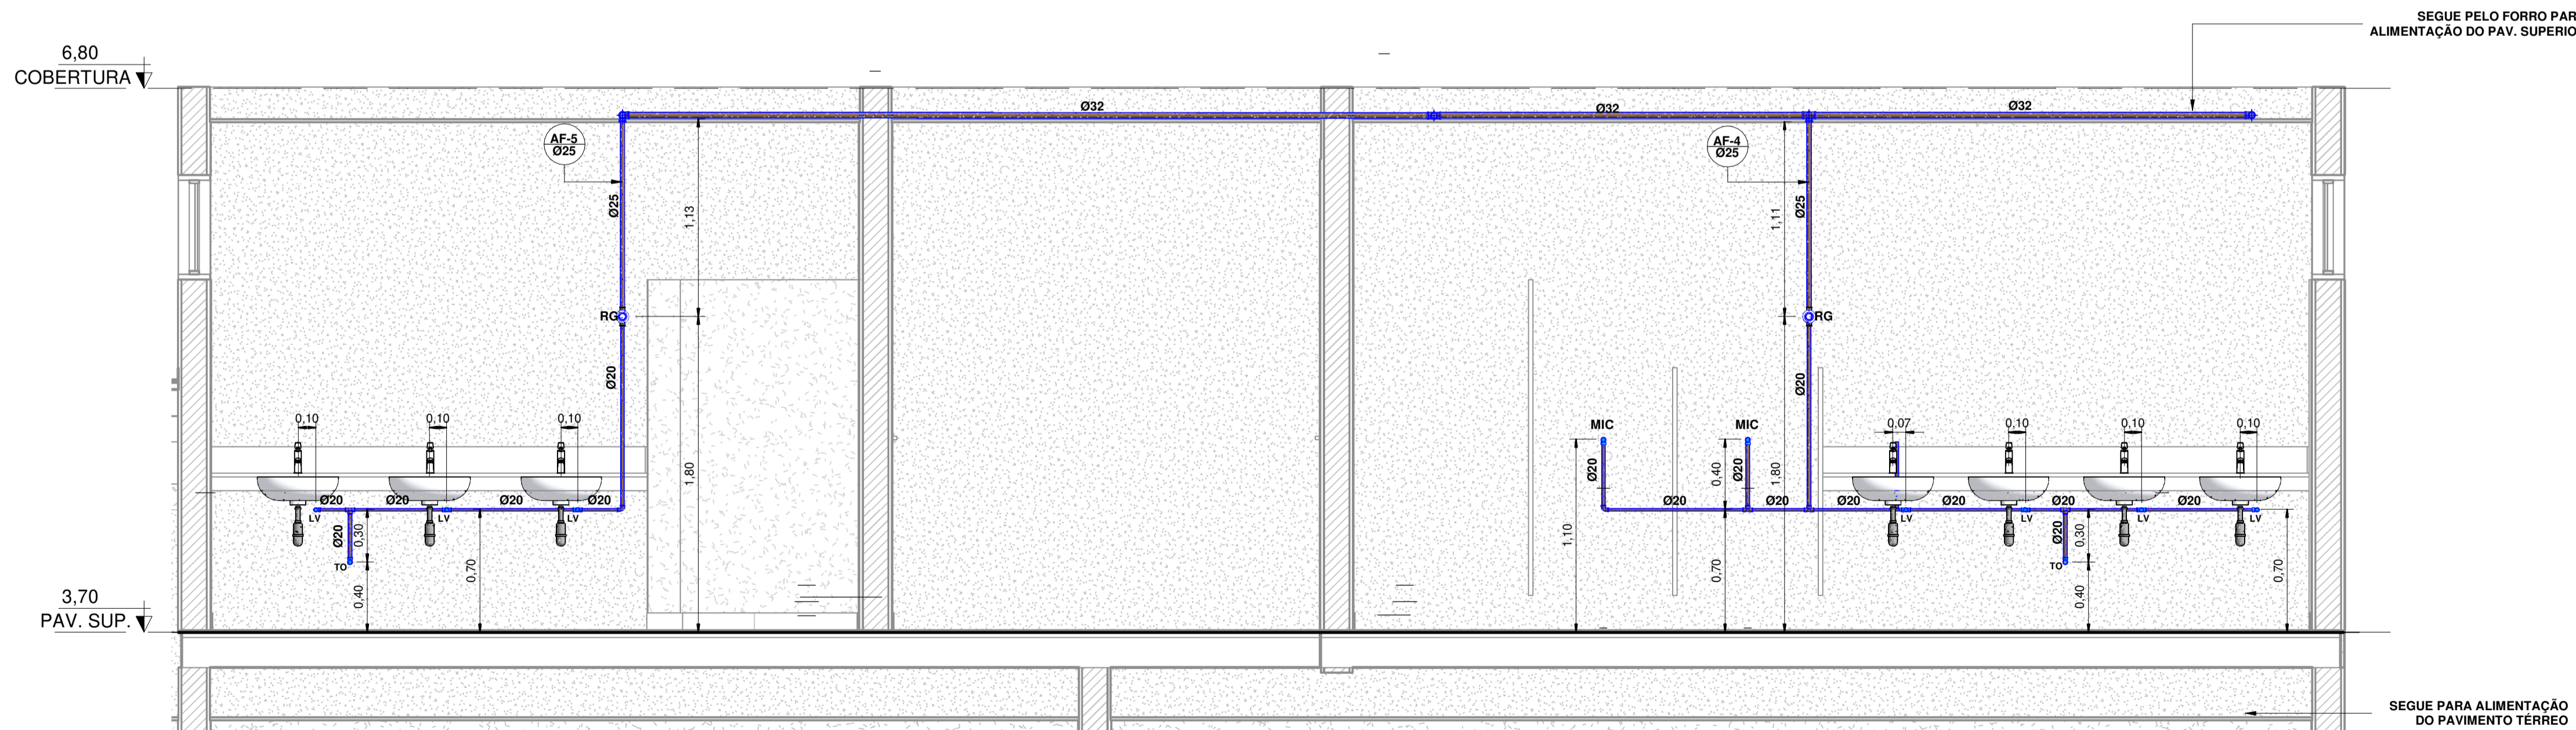 SEGUE PELO FORRO PAR
ALIMENTAÇÃO DO PAV. SUPERIO
6,80
COBERTURA
Ø32
Ø32
Ø32
AF-5
Ø25
AF-4
Ø25
Ø25
1,13
1,11
Ø25
RG
RG
Ø20
Ø20
0,10
0,10
0,10
MIC
MIC
0,07
0,10
0,10
0,10
1,80
Ø20
0,40
Ø20
1,80
Ø20
Ø20
Ø20
Ø20
Ø20
Ø20
Ø20
Ø20
Ø20
Ø20
LV
LV
LV
LV
LV
LV
LV
Ø20
0,30
1,10
Ø20
0,30
TO
TO
0,40
0,70
0,70
0,40
0,70
3,70
PAV. SUP.
SEGUE PARA ALIMENTAÇÃO
DO PAVIMENTO TÉRREO